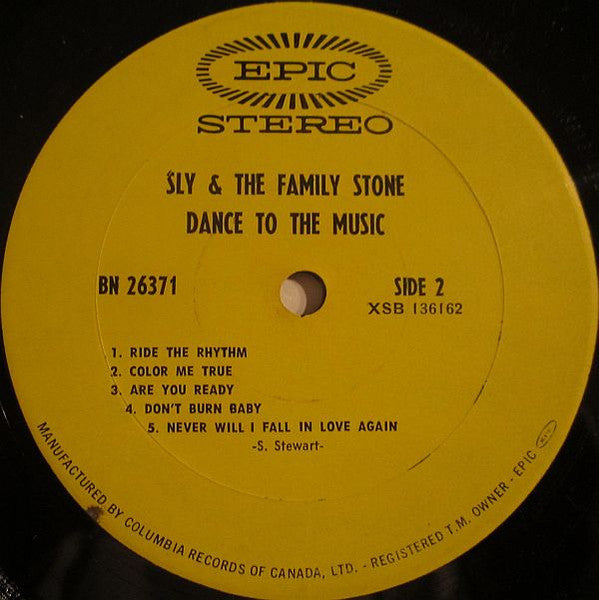 EPIC
STEREO
SLY & THE FAMILY STONE
DANCE TO THE MUSIC
BN 26371
SIDE 2
XSB 136162
1. RIDE THE RHYTHM
2. COLOR ME TRUE
3. ARE YOU READY
4. DON'T BURN BABY
5. NEVER WILL I FALL IN LOVE AGAIN
-S. Stewart-
MANUFACTURED BY COLUMBIA RECORDS OF CANADA, LTD. - REGISTERED T.M. OWNER - EPIC